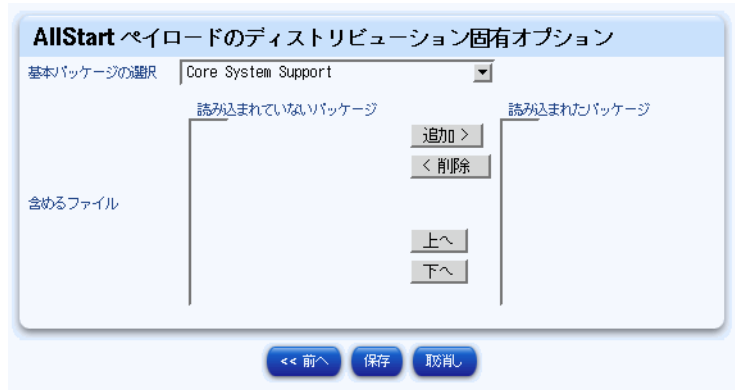 AllStart ペイロードのディストリビューション固有オプション
基本パッケージの選択 Core System Support
読み込まれていないパッケージ 読み込まれたパッケージ
追加 >
< 削除
含めるファイル
上へ
下へ
<< 前へ 保存 取消し